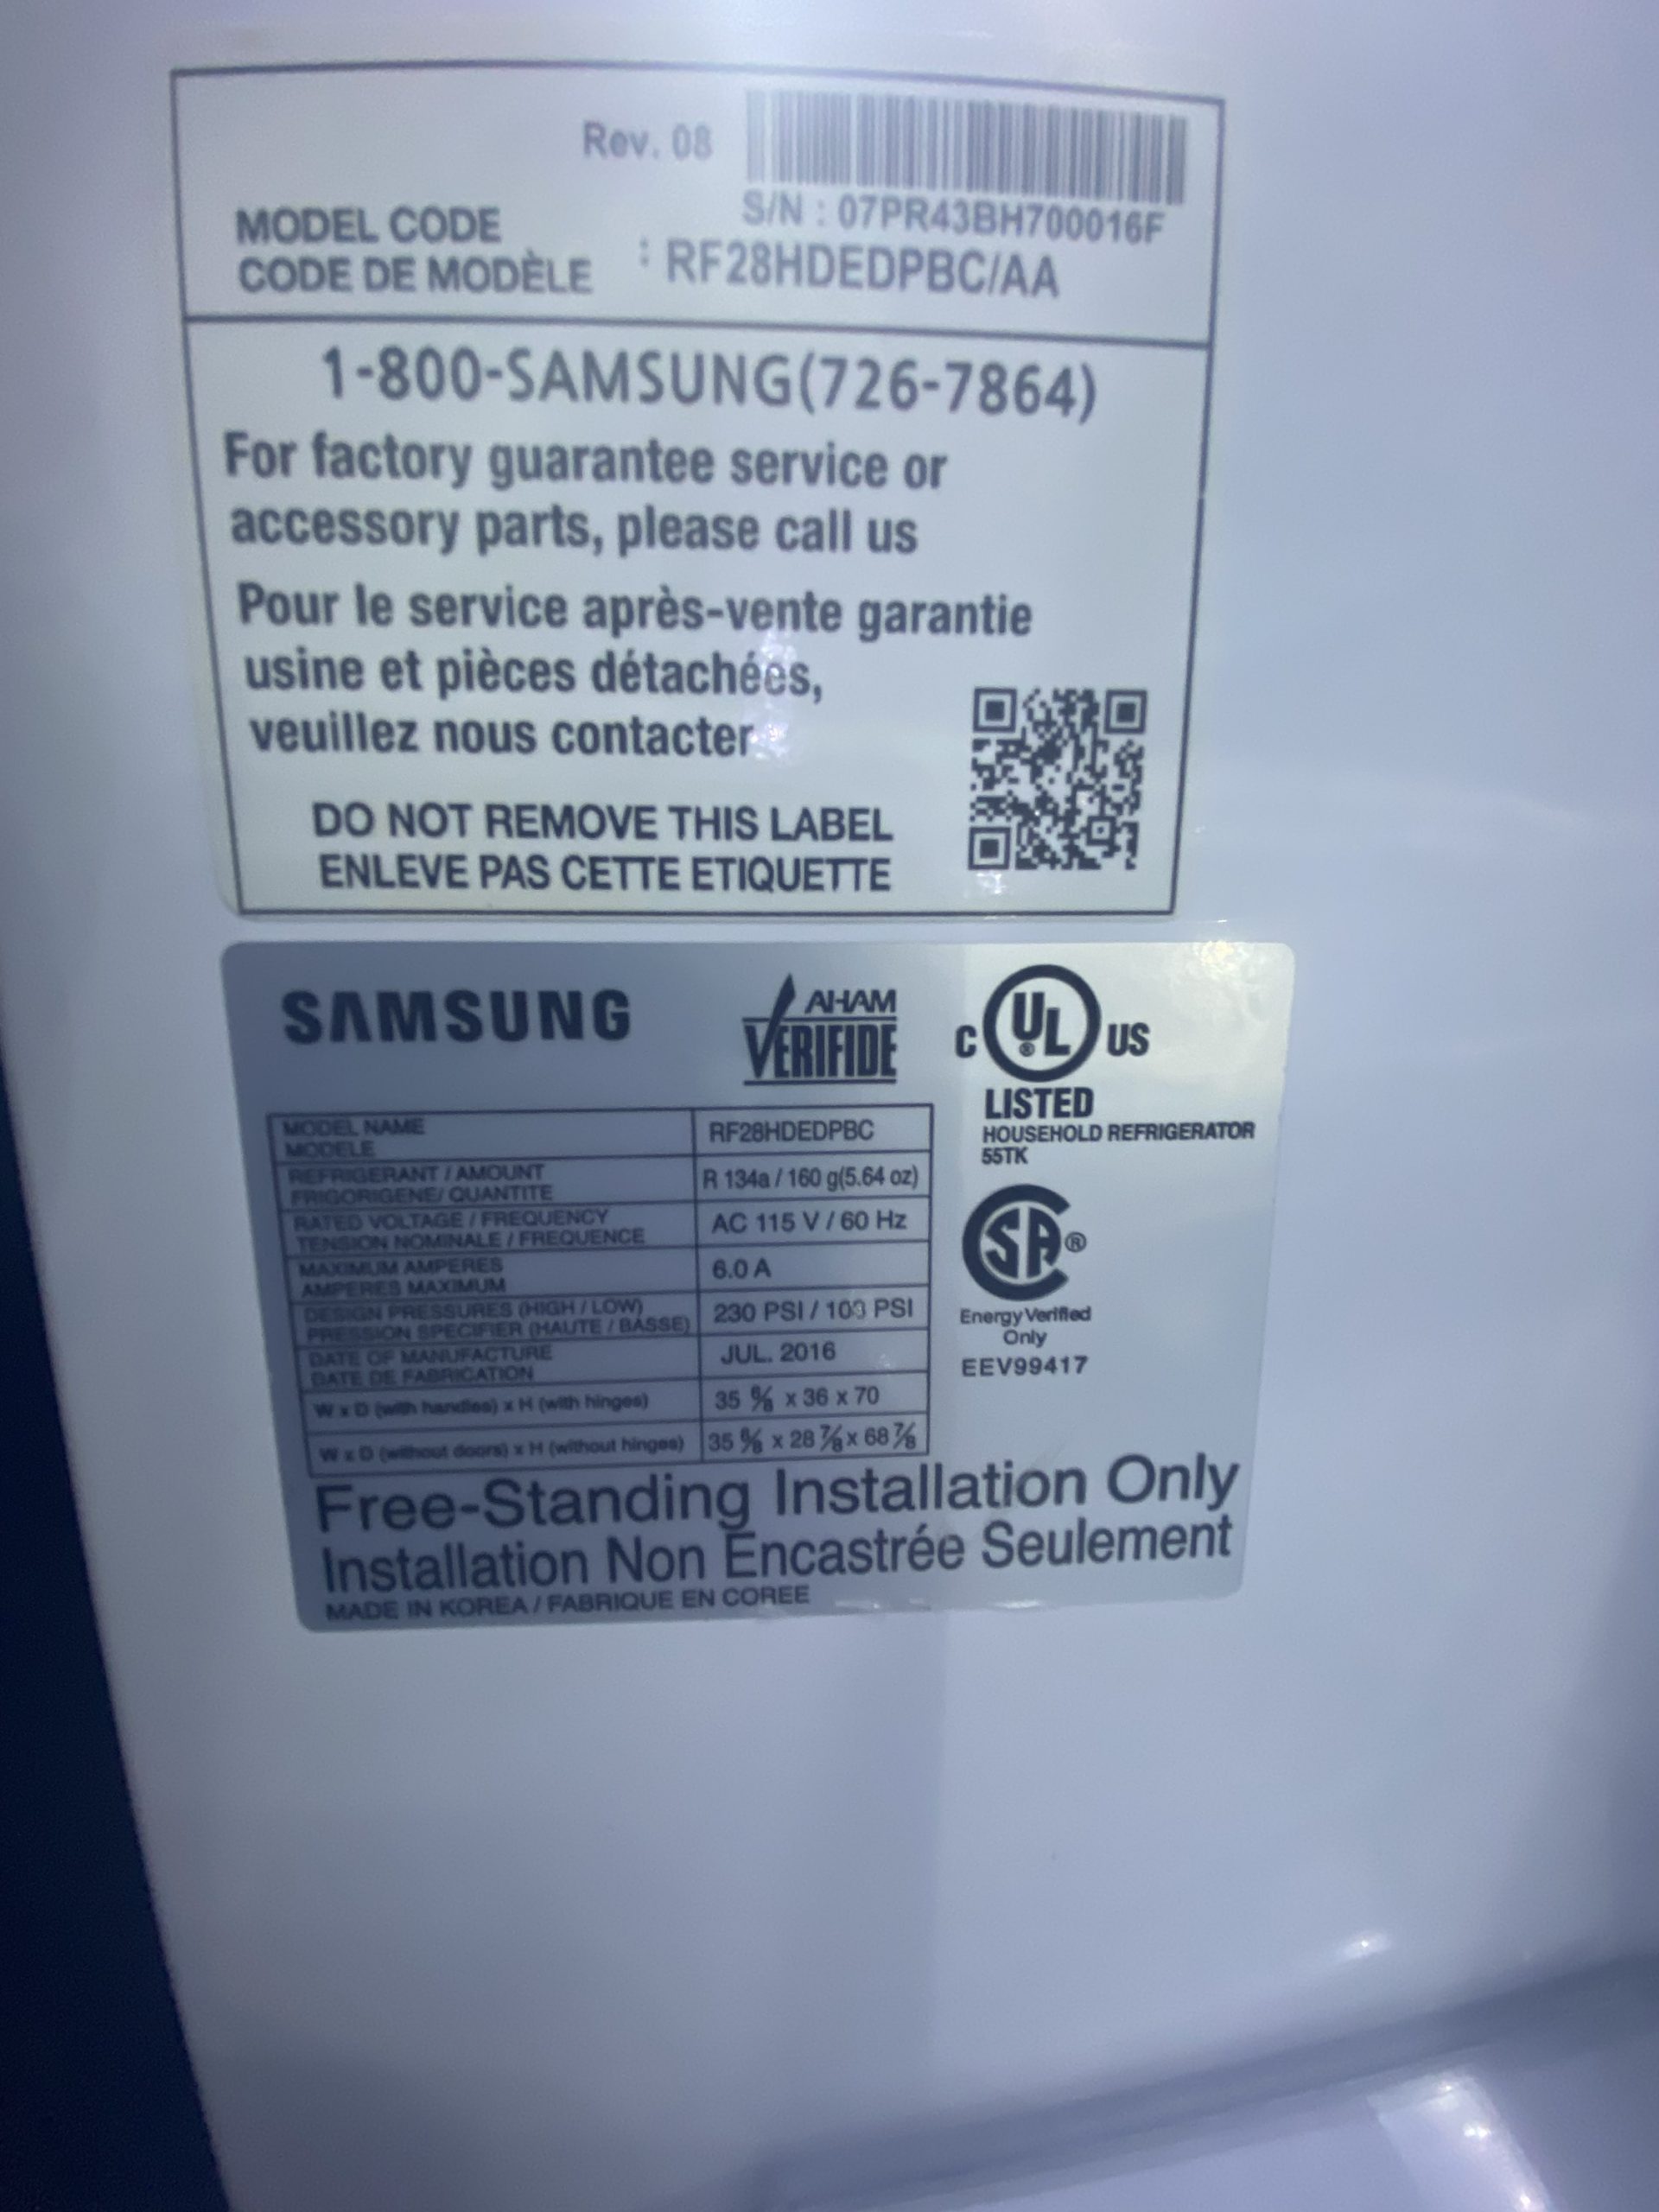 Rev. 08
S/N : 07PR43BH700016F
MODEL CODE
CODE DE MODÈLE : RF28HDEDPBC/AA
1-800-SAMSUNG(726-7864)
For factory guarantee service or
accessory parts, please call us
Pour le service après-vente garantie
usine et pièces détachées,
veuillez nous contacter
DO NOT REMOVE THIS LABEL
ENLEVE PAS CETTE ETIQUETTE
SAMSUNG
AHAM
VERIFIDE
C UL ® US
LISTED
HOUSEHOLD REFRIGERATOR
55TK
MODEL NAME
MODELE
RF28HDEDPBC
REFRIGERANT / AMOUNT
FRIGORIGENE/ QUANTITE
R 134a / 160 g(5.64 oz)
RATED VOLTAGE / FREQUENCY
TENSION NOMINALE / FREQUENCE
AC 115 V / 60 Hz
MAXIMUM AMPERES
AMPERES MAXIMUM
6.0 A
DESIGN PRESSURES (HIGH / LOW)
PRESSION SPECIFIER (HAUTE / BASSE)
230 PSI / 103 PSI
DATE OF MANUFACTURE
DATE DE FABRICATION
JUL. 2016
W x D (with handles) x H (with hinges)
35 6/8 x 36 x 70
W x D (without doors) x H (without hinges)
35 6/8 x 28 7/8 x 68 7/8
SA ®
Energy Verified
Only
EEV99417
Free-Standing Installation Only
Installation Non Encastrée Seulement
MADE IN KOREA / FABRIQUE EN COREE